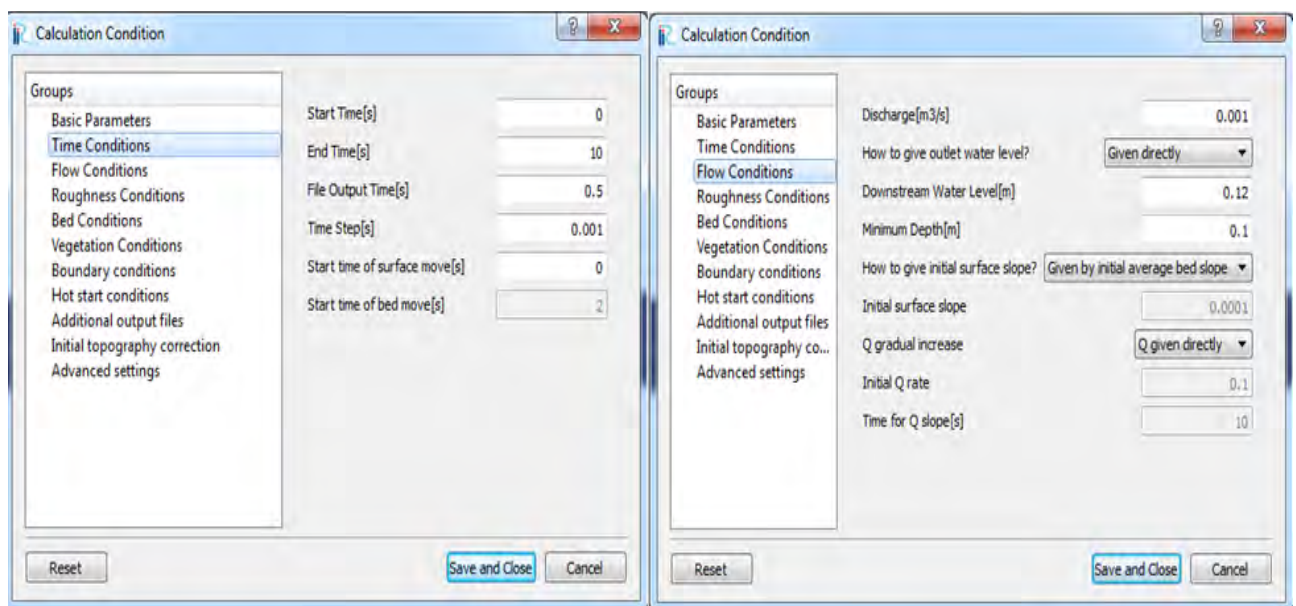 Calculation Condition
Groups
Basic Parameters
Time Conditions
Flow Conditions
Roughness Conditions
Bed Conditions
Vegetation Conditions
Boundary conditions
Hot start conditions
Additional output files
Initial topography correction
Advanced settings
Start Time[s] 0
End Time[s] 10
File Output Time[s] 0.5
Time Step[s] 0.001
Start time of surface move[s] 0
Start time of bed move[s] 2
Reset Save and Close Cancel
Calculation Condition
Groups
Basic Parameters
Time Conditions
Flow Conditions
Roughness Conditions
Bed Conditions
Vegetation Conditions
Boundary conditions
Hot start conditions
Additional output files
Initial topography co...
Advanced settings
Discharge[m3/s] 0.001
How to give outlet water level? Given directly
Downstream Water Level[m] 0.12
Minimum Depth[m] 0.1
How to give initial surface slope? Given by initial average bed slope
Initial surface slope 0.0001
Q gradual increase Q given directly
Initial Q rate 0.1
Time for Q slope[s] 10
Reset Save and Close Cancel